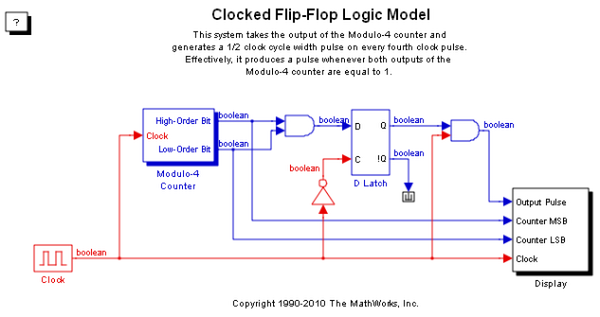 Clocked Flip-Flop Logic Model
?
This system takes the output of the Modulo-4 counter and
generates a 1/2 clock cycle width pulse on every fourth clock pulse.
Effectively, it produces a pulse whenever both outputs of the
Modulo-4 counter are equal to 1.
High-Order Bit
Clock
Low-Order Bit
Modulo-4
Counter
boolean
boolean
boolean
D
Q
C
!Q
D Latch
boolean
boolean
boolean
boolean
Output Pulse
Counter MSB
Counter LSB
Clock
Display
boolean
Clock
Copyright 1990-2010 The MathWorks, Inc.